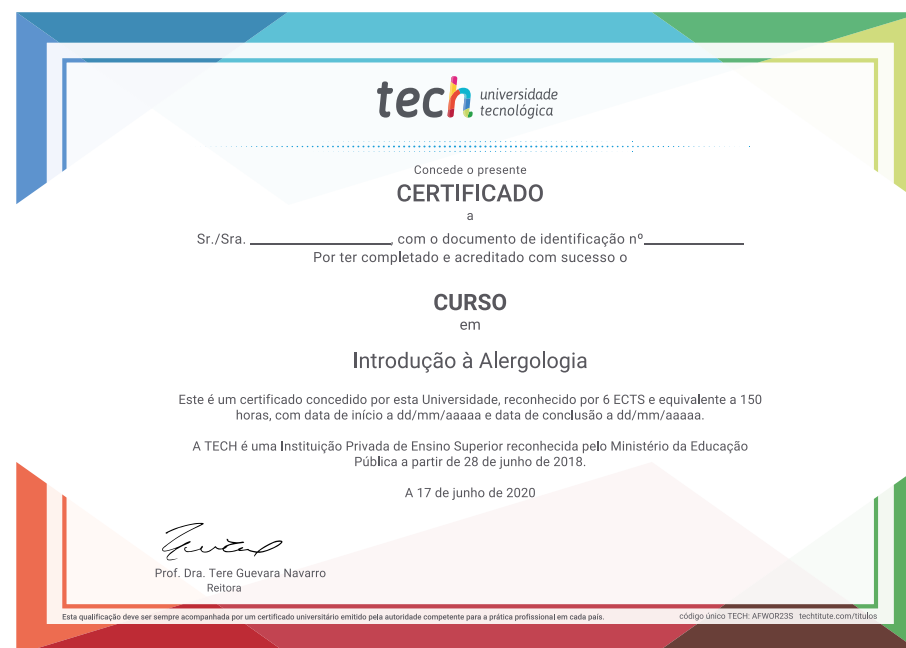 tech universidade
tecnológica
Concede o presente
CERTIFICADO
a
Sr./Sra. , com o documento de identificação nº
Por ter completado e acreditado com sucesso o
CURSO
em
Introdução à Alergologia
Este é um certificado concedido por esta Universidade, reconhecido por 6 ECTS e equivalente a 150
horas, com data de início a dd/mm/aaaaa e data de conclusão a dd/mm/aaaaa.
A TECH é uma Instituição Privada de Ensino Superior reconhecida pelo Ministério da Educação
Pública a partir de 28 de junho de 2018.
A 17 de junho de 2020
Prof. Dra. Tere Guevara Navarro
Reitora
Esta qualificação deve ser sempre acompanhada por um certificado universitário emitido pela autoridade competente para a prática profissional em cada país.
código único TECH: AFWOR23S techtitute.com/titulos